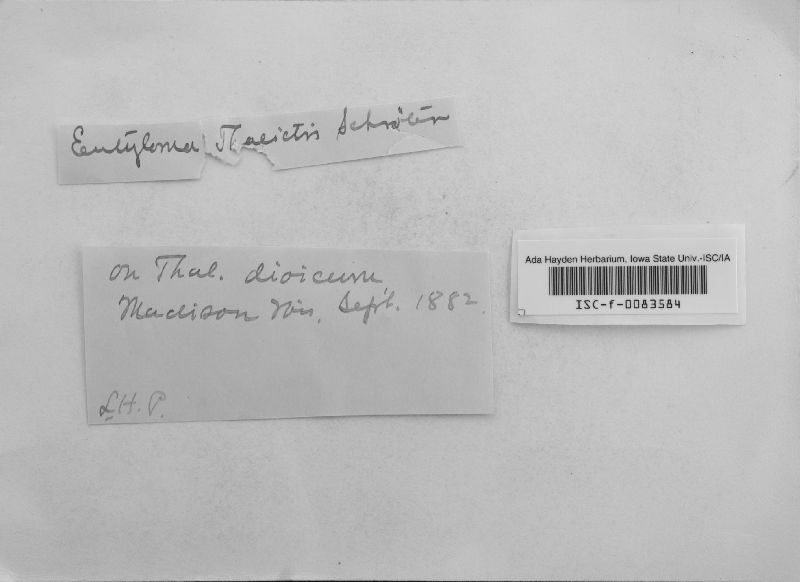 Entyloma Thalictri Schröter
on Thal. dioicum
Madison Wis. Sept. 1882.
L.H.P.
Ada Hayden Herbarium, Iowa State Univ.-ISC/IA
ISC-f-0083584